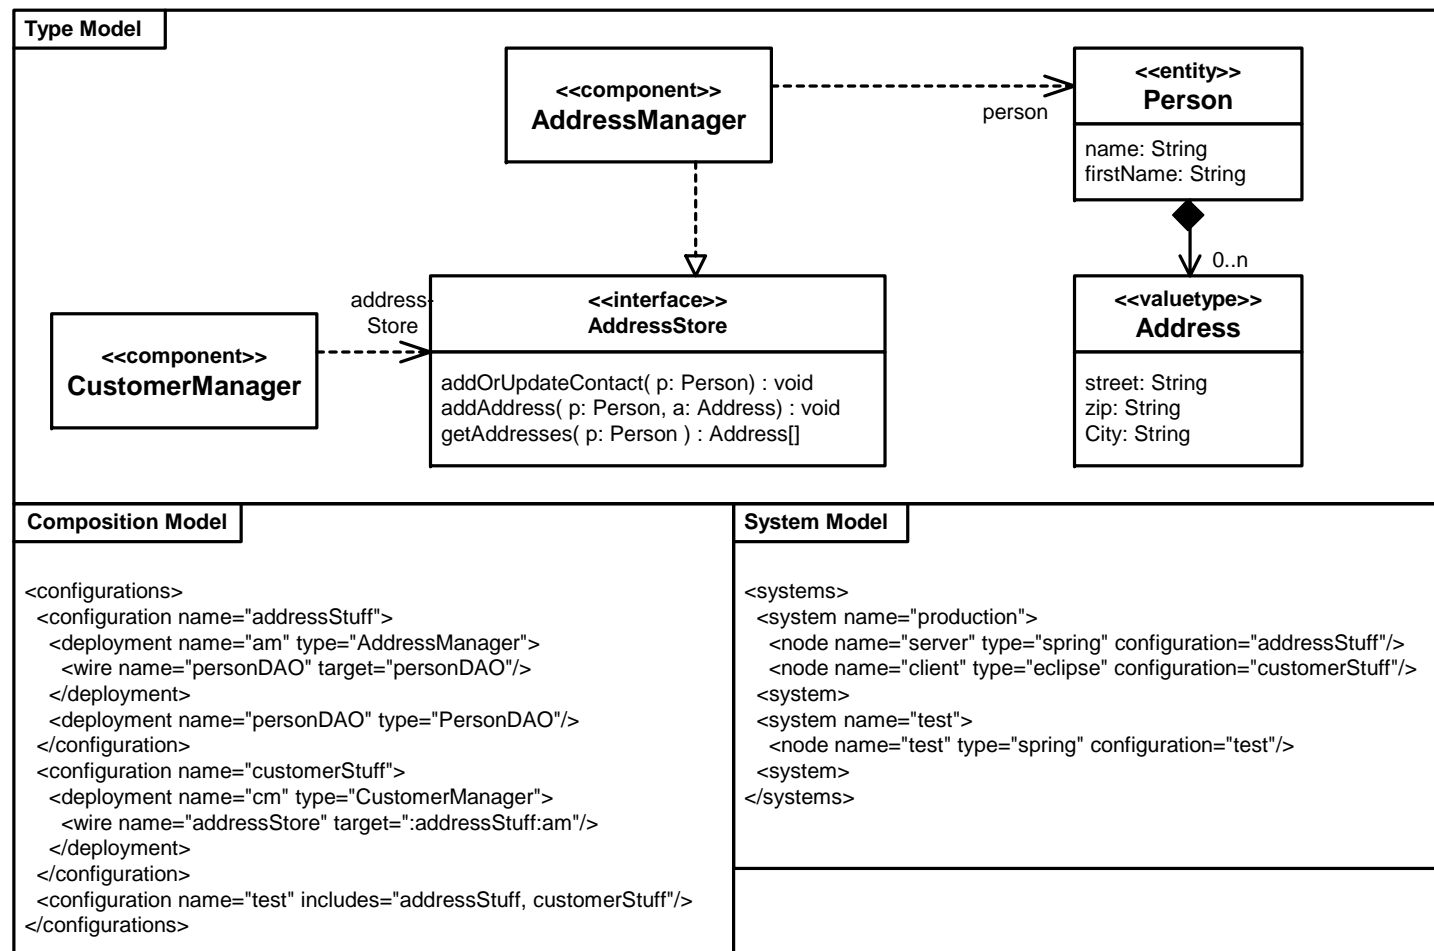 Type Model
<<component>>
AddressManager
person
<<entity>>
Person
name: String
firstName: String
0..n
<<component>>
CustomerManager
address-
Store
<<interface>>
AddressStore
addOrUpdateContact( p: Person) : void
addAddress( p: Person, a: Address) : void
getAddresses( p: Person ) : Address[]
<<valuetype>>
Address
street: String
zip: String
City: String
Composition Model
<configurations>
<configuration name="addressStuff">
<deployment name="am" type="AddressManager">
<wire name="personDAO" target="personDAO"/>
</deployment>
<deployment name="personDAO" type="PersonDAO"/>
</configuration>
<configuration name="customerStuff">
<deployment name="cm" type="CustomerManager">
<wire name="addressStore" target=":addressStuff:am"/>
</deployment>
</configuration>
<configuration name="test" includes="addressStuff, customerStuff"/>
</configurations>
System Model
<systems>
<system name="production">
<node name="server" type="spring" configuration="addressStuff"/>
<node name="client" type="eclipse" configuration="customerStuff"/>
<system>
<system name="test">
<node name="test" type="spring" configuration="test"/>
<system>
</systems>